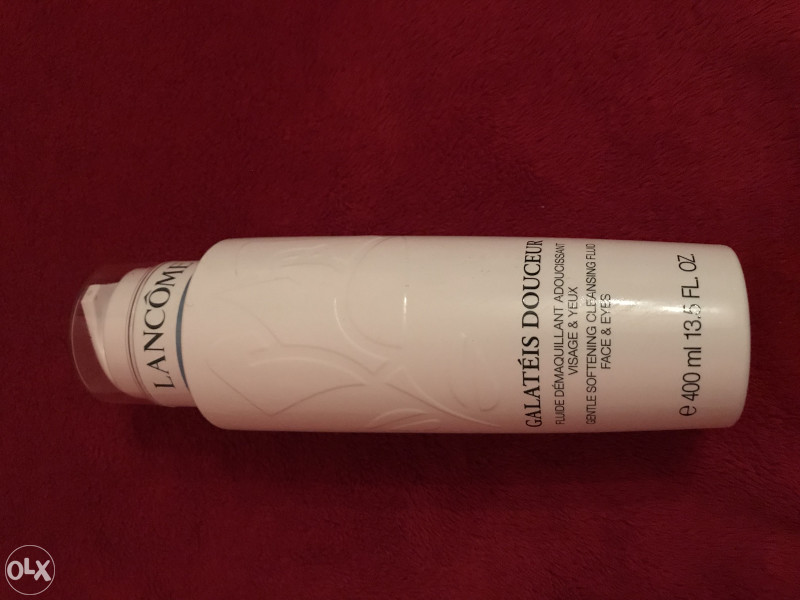 LANCÔME
GALATÉIS DOUCEUR
FLUIDE DÉMAQUILLANT ADOUCISSANT
VISAGE & YEUX
GENTLE SOFTENING CLEANSING FLUID
FACE & EYES
℮ 400 ml 13.5 FL. OZ
OLX